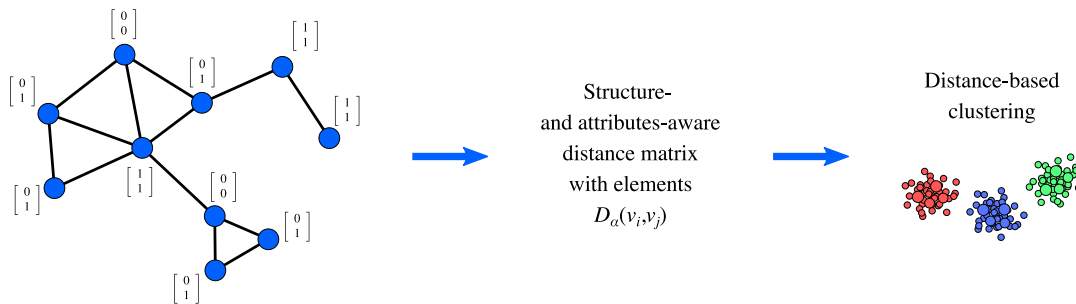 [0 0]
[1 1]
[0 1]
[0 1]
[1 1]
[0 1]
[1 1]
[0 0]
[0 1]
[0 1]
Structure-
and attributes-aware
distance matrix
with elements
Dα(vi,vj)
Distance-based
clustering